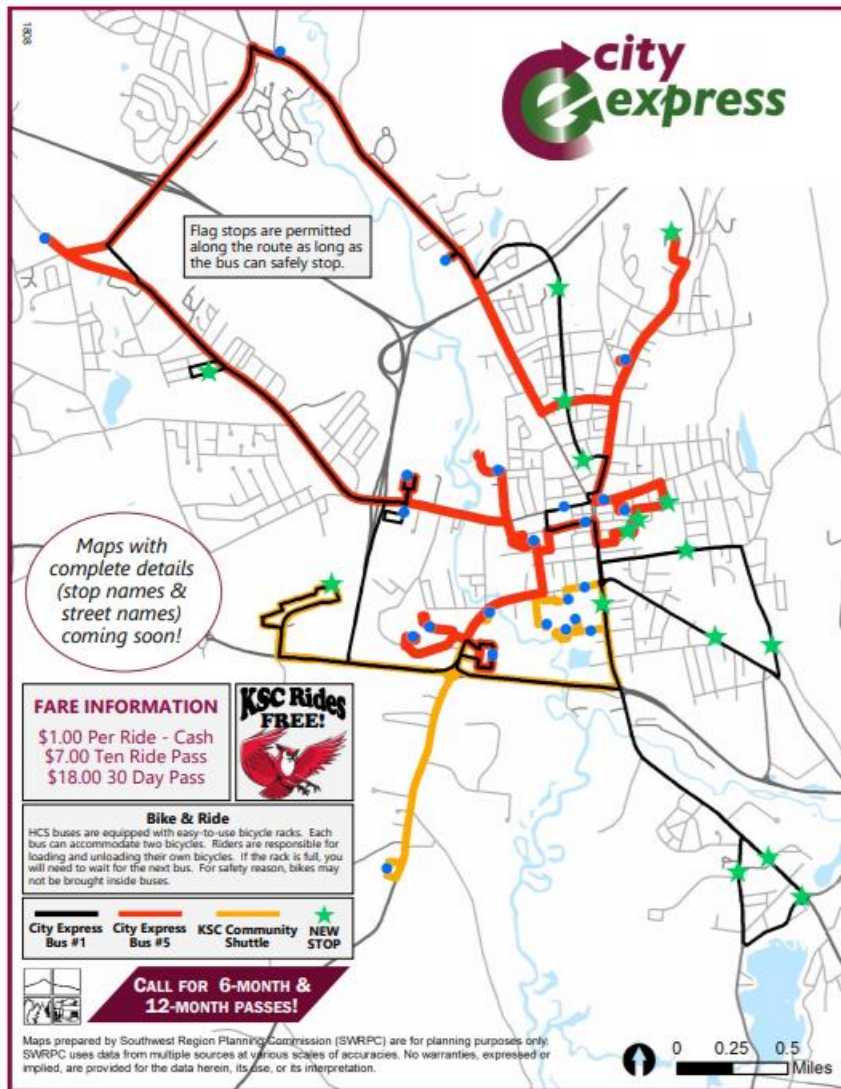 1808
city
express
Flag stops are permitted
along the route as long as
the bus can safely stop.
Maps with
complete details
(stop names &
street names)
coming soon!
FARE INFORMATION
$1.00 Per Ride - Cash
$7.00 Ten Ride Pass
$18.00 30 Day Pass
KSC Rides
FREE!
Bike & Ride
HCS buses are equipped with easy-to-use bicycle racks. Each
bus can accommodate two bicycles. Riders are responsible for
loading and unloading their own bicycles. If the rack is full, you
will need to wait for the next bus. For safety reason, bikes may
not be brought inside buses.
City Express
Bus #1
City Express
Bus #5
KSC Community
Shuttle
NEW
STOP
CALL FOR 6-MONTH &
12-MONTH PASSES!
Maps prepared by Southwest Region Planning Commission (SWRPC) are for planning purposes only.
SWRPC uses data from multiple sources at various scales of accuracies. No warranties, expressed or
implied, are provided for the data herein, its use, or its interpretation.
0 0.25 0.5
Miles